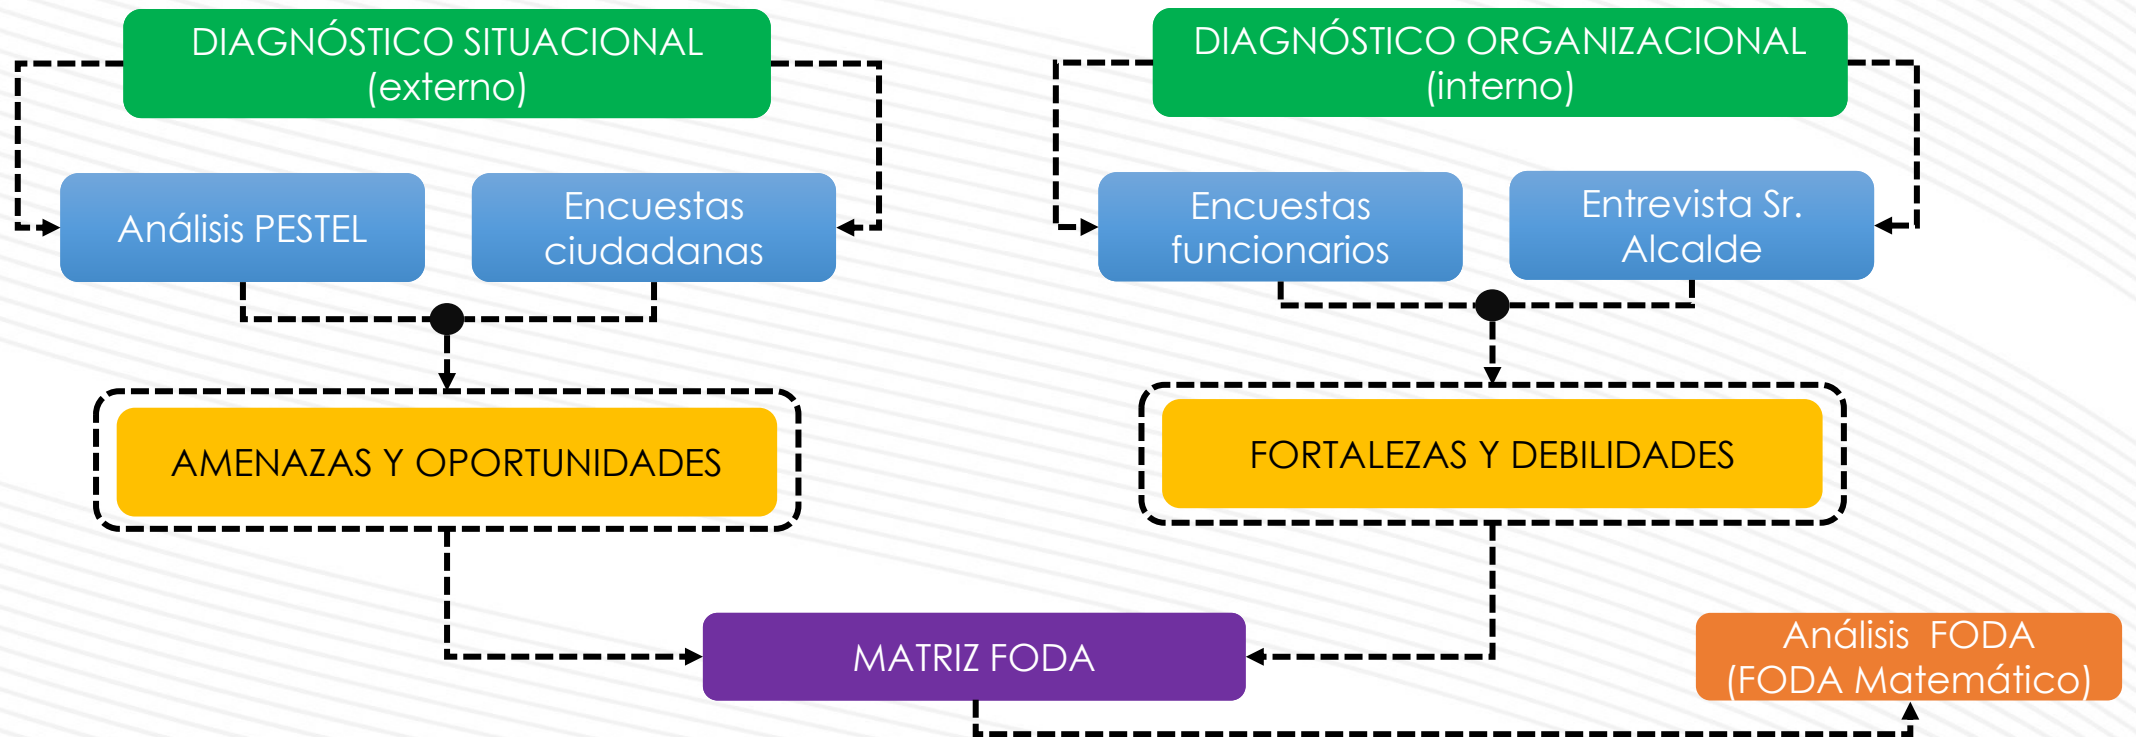 DIAGNÓSTICO SITUACIONAL
(externo)
DIAGNÓSTICO ORGANIZACIONAL
(interno)
Análisis PESTEL
Encuestas
ciudadanas
Encuestas
funcionarios
Entrevista Sr.
Alcalde
AMENAZAS Y OPORTUNIDADES
FORTALEZAS Y DEBILIDADES
MATRIZ FODA
Análisis  FODA
(FODA Matemático)